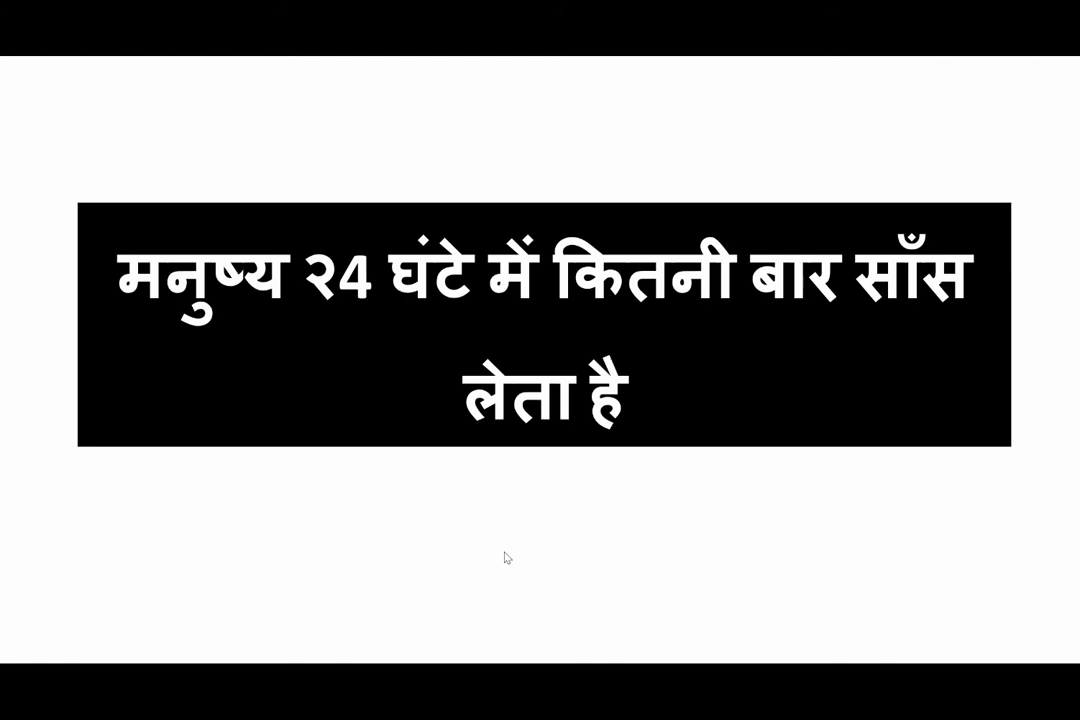 मनुष्य २4 घंटे में कितनी बार साँस
लेता है